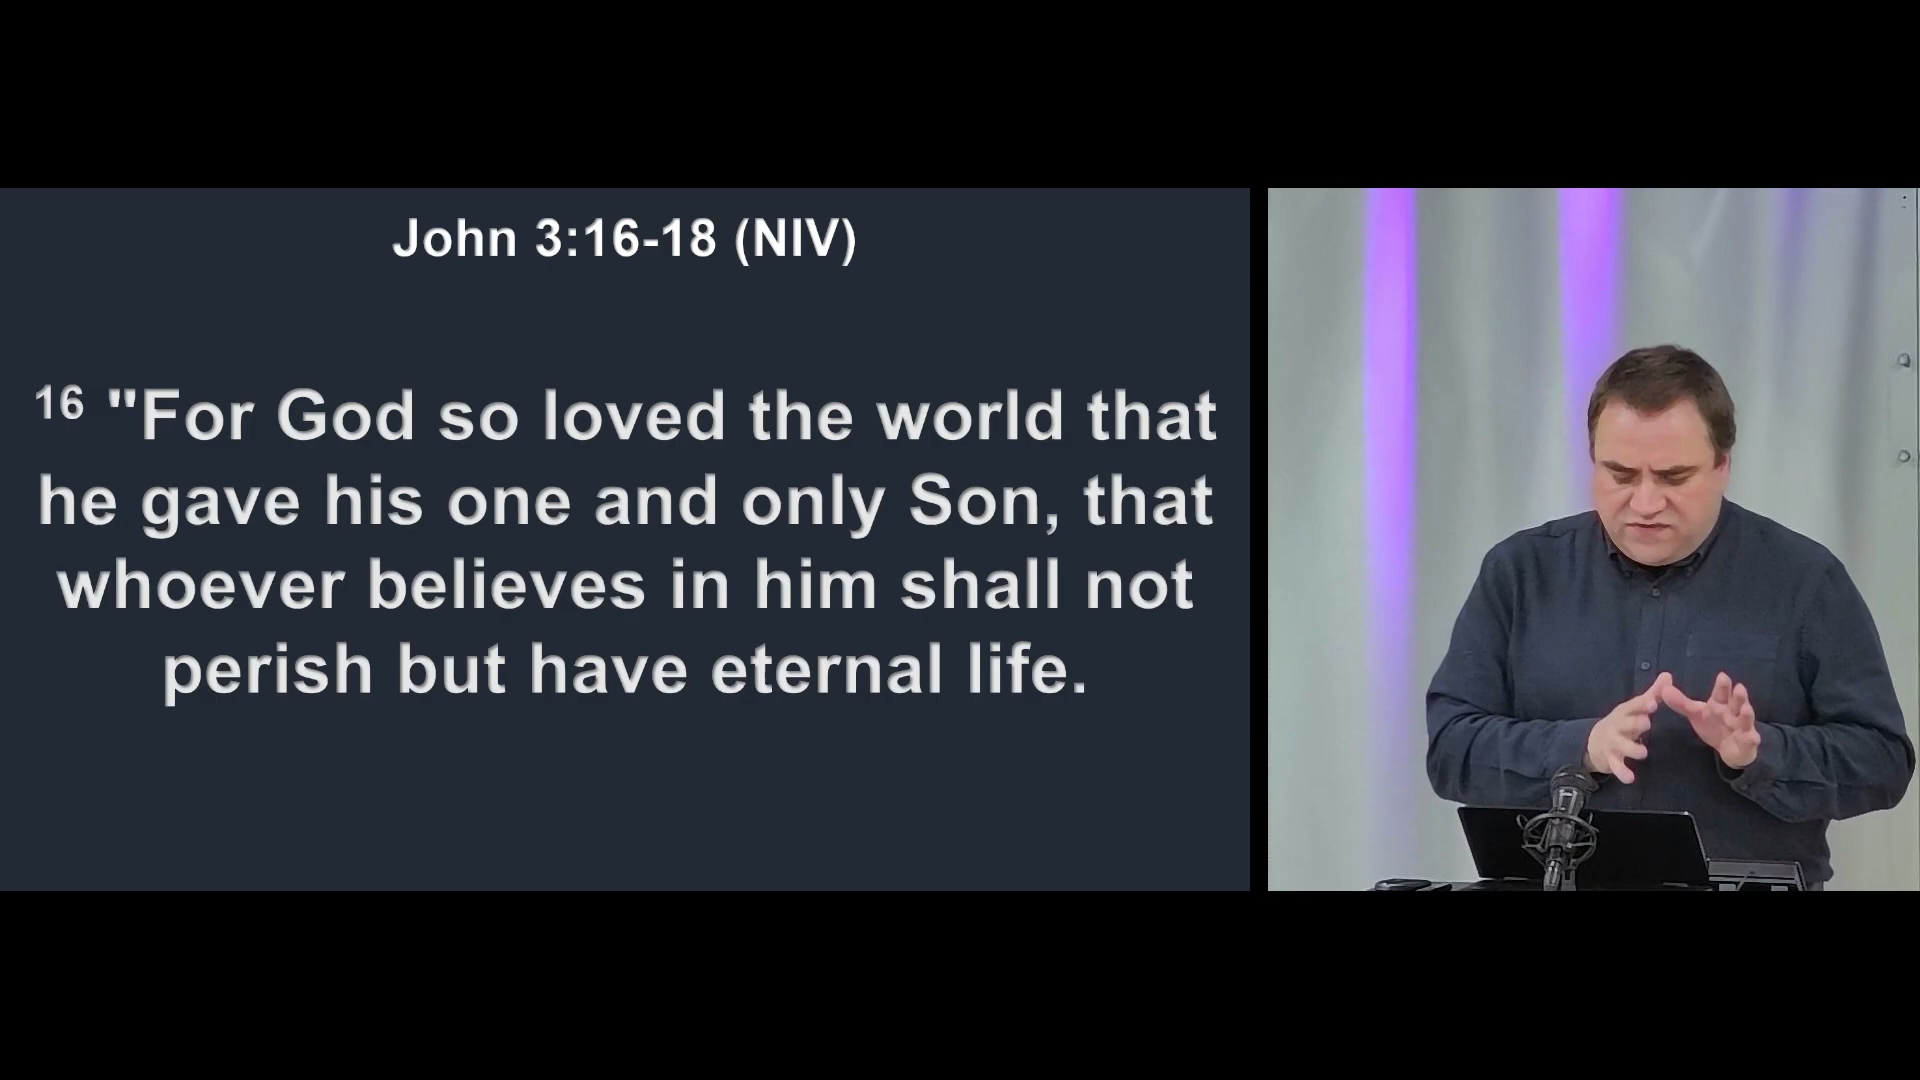 John 3:16-18 (NIV)
16 "For God so loved the world that
he gave his one and only Son, that
whoever believes in him shall not
perish but have eternal life.